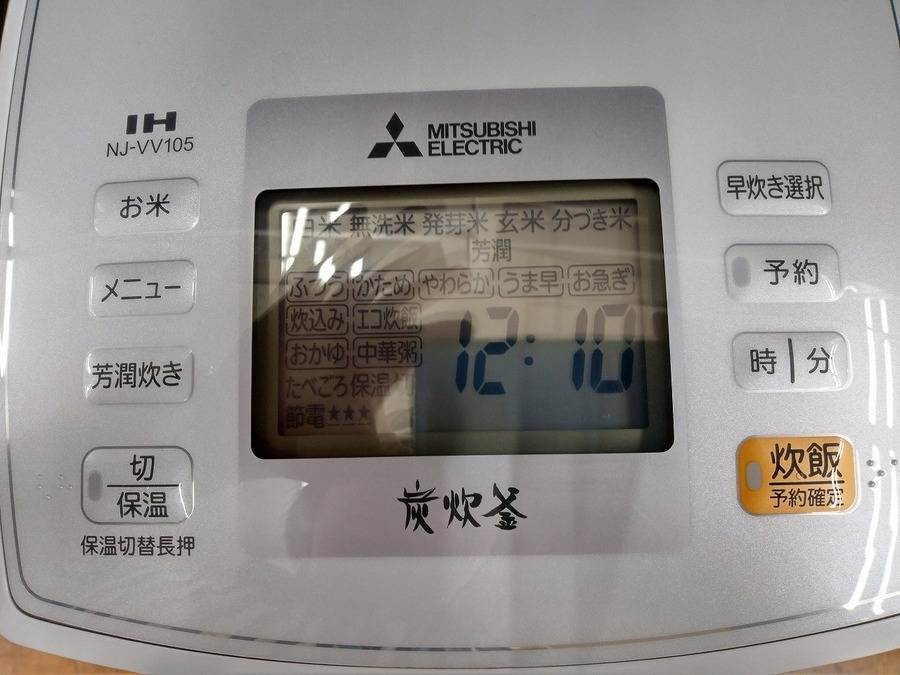 IH
NJ-VV105
MITSUBISHI
ELECTRIC
お米
メニュー
芳潤炊き
切
保温
保温切替長押
白米 無洗米 発芽米 玄米 分づき米
芳潤
ふつう かため やわらか うま早 お急ぎ
炊込み エコ炊飯
おかゆ 中華粥
12:10
たべごろ 保温 切
節電★★★
炭炊釜
早炊き選択
予約
時|分
炊飯
予約確定